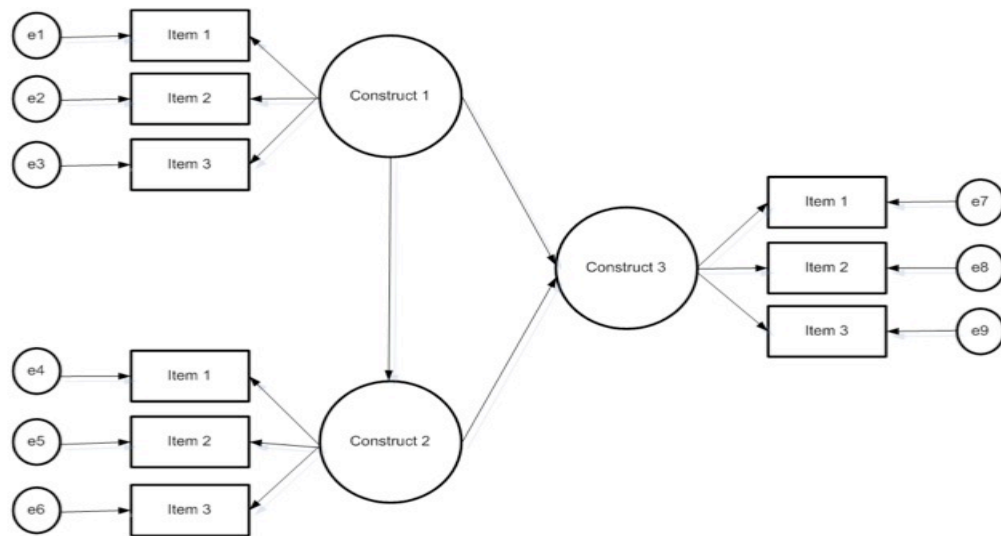 e1
Item 1
e2
Item 2
e3
Item 3
Construct 1
Item 1
e7
Construct 3
Item 2
e8
Item 3
e9
e4
Item 1
e5
Item 2
e6
Item 3
Construct 2